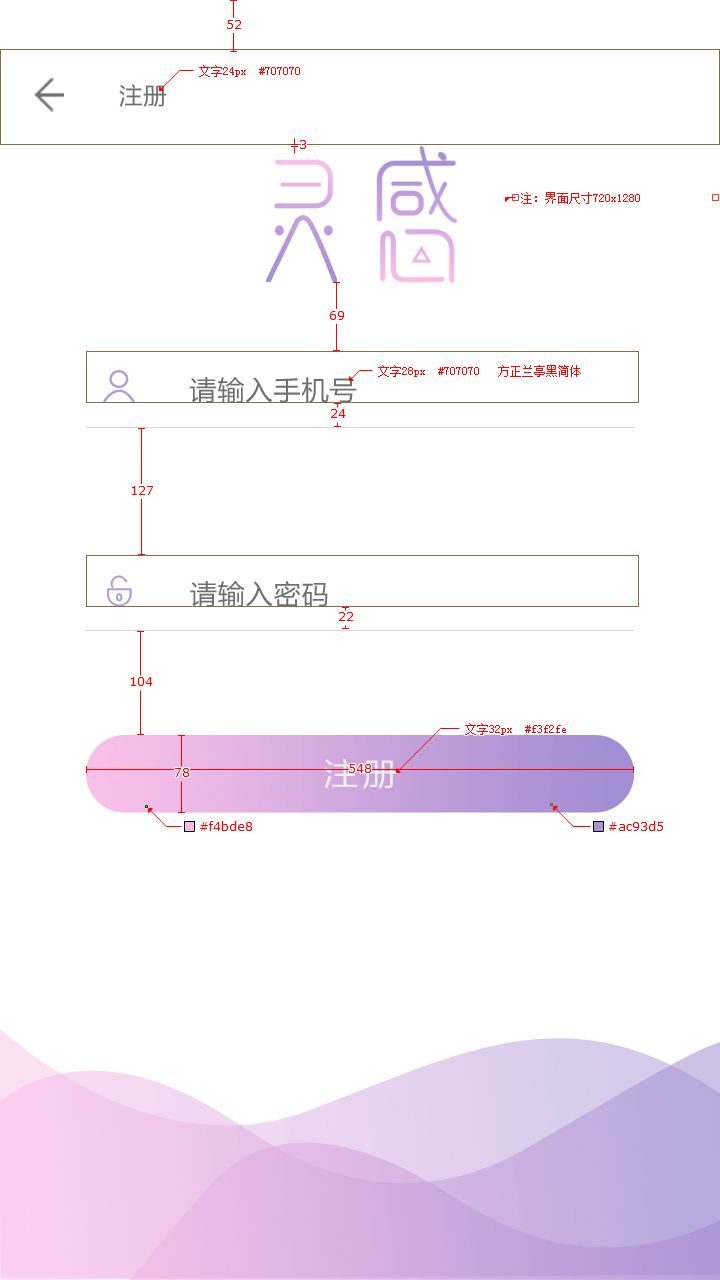 52
文字24px #707070
注册
3
灵感
注：界面尺寸720x1280
69
文字28px #707070 方正兰亭黑简体
请输入手机号
24
127
请输入密码
22
104
文字32px #f3f2fe
注册
548
78
#f4bde8
#ac93d5